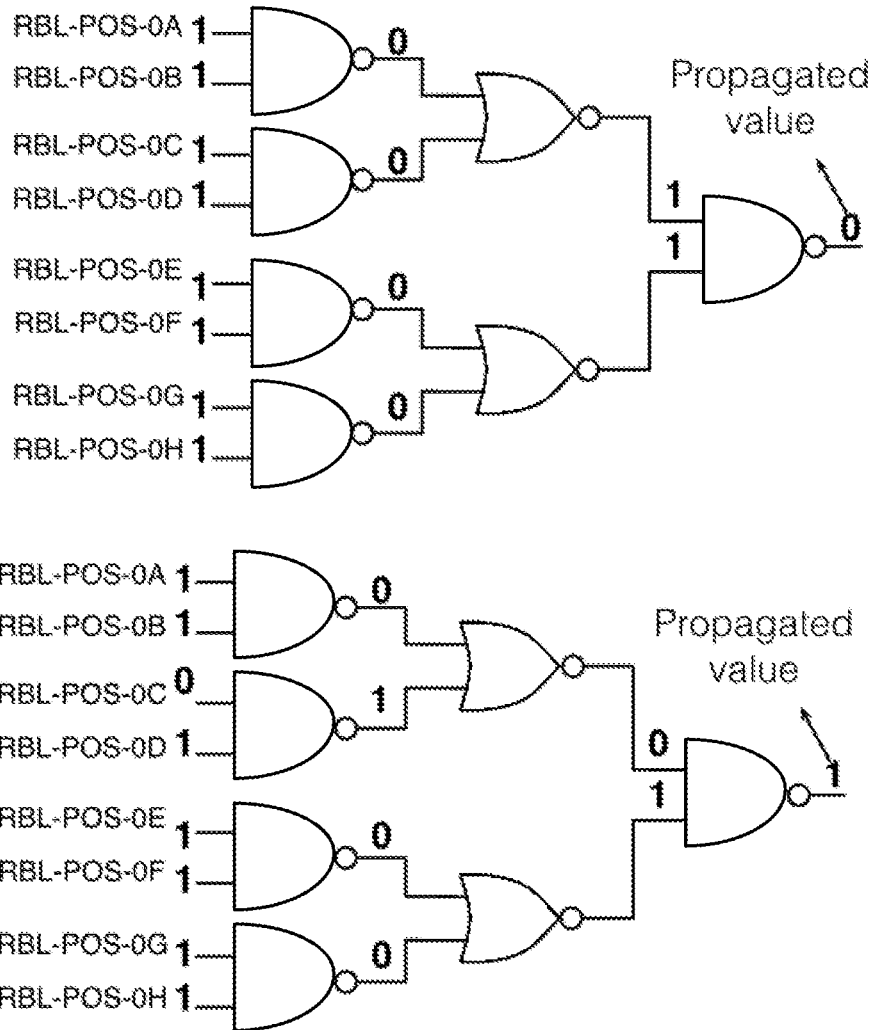 RBL-POS-0A 1
0
RBL-POS-0B 1
Propagated
value
RBL-POS-0C 1
0
RBL-POS-0D 1
1
0
1
RBL-POS-0E 1
0
RBL-POS-0F 1
RBL-POS-0G 1
0
RBL-POS-0H 1
RBL-POS-0A 1
0
RBL-POS-0B 1
Propagated
value
RBL-POS-0C 0
1
RBL-POS-0D 1
0
1
1
RBL-POS-0E 1
0
RBL-POS-0F 1
RBL-POS-0G 1
0
RBL-POS-0H 1